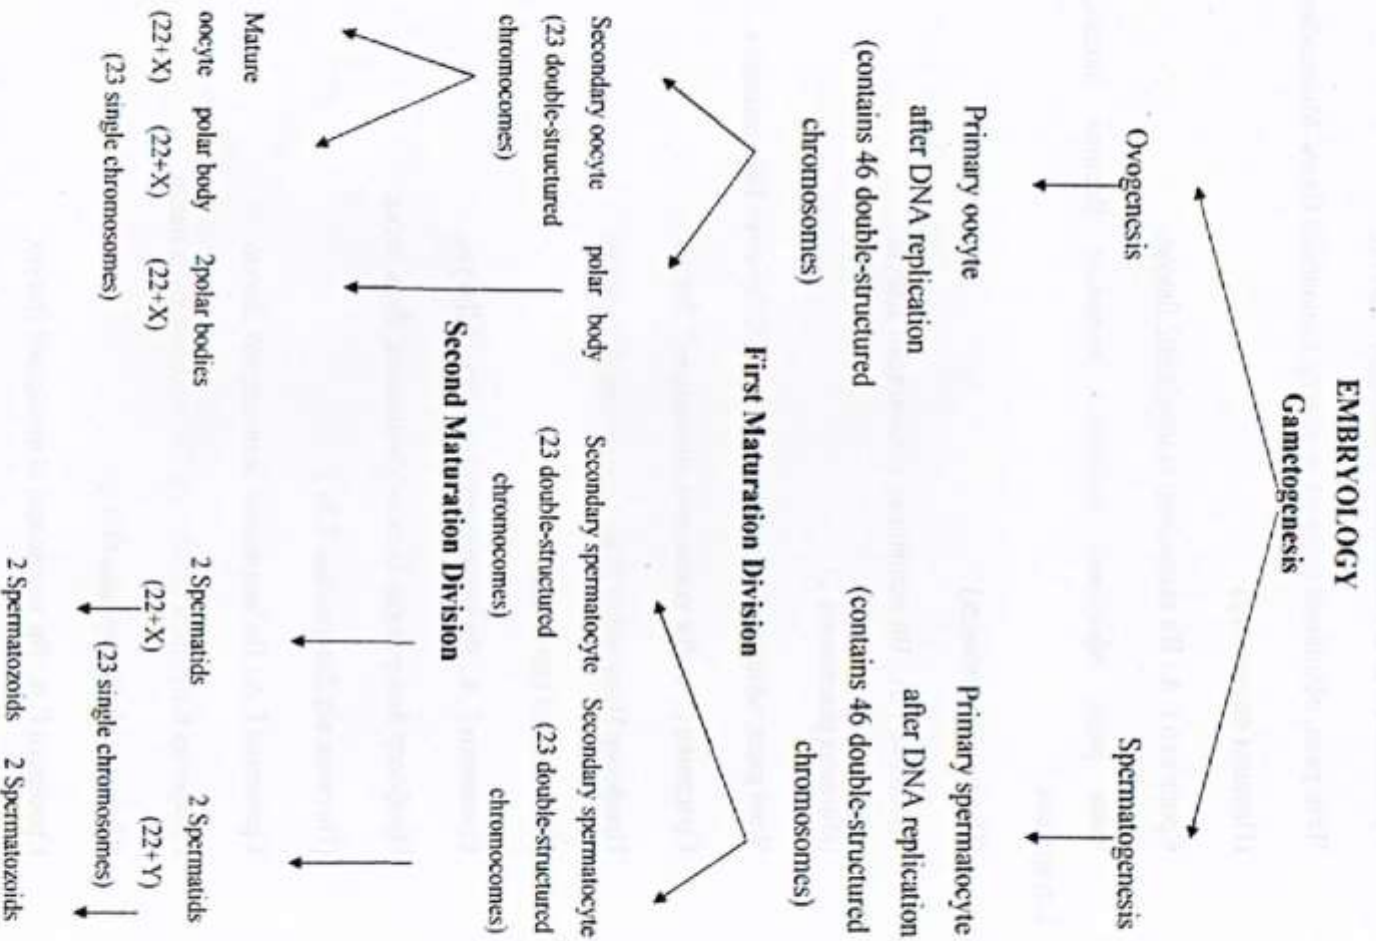 EMBRYOLOGY
Gametogenesis
Ovogenesis
Spermatogenesis
Primary oocyte
after DNA replication
(contains 46 double-structured
chromosomes)
Primary spermatocyte
after DNA replication
(contains 46 double-structured
chromosomes)
First Maturation Division
Secondary oocyte polar body
(23 double-structured
chromocomes)
Secondary spermatocyte Secondary spermatocyte
(23 double-structured (23 double-structured
chromocomes) chromocomes)
Second Maturation Division
Mature
oocyte polar body 2polar bodies
(22+X) (22+X) (22+X)
(23 single chromosomes)
2 Spermatids 2 Spermatids
(22+X) (22+Y)
(23 single chromosomes)
2 Spermatozoids 2 Spermatozoids